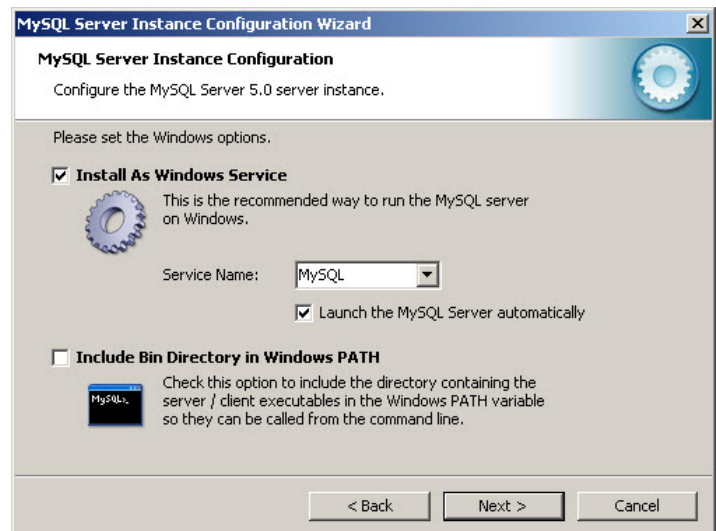 MySQL Server Instance Configuration Wizard
MySQL Server Instance Configuration
Configure the MySQL Server 5.0 server instance.
Please set the Windows options.
Install As Windows Service
This is the recommended way to run the MySQL server
on Windows.
Service Name: MySQL
Launch the MySQL Server automatically
Include Bin Directory in Windows PATH
MySQL>_
Check this option to include the directory containing the
server / client executables in the Windows PATH variable
so they can be called from the command line.
< Back Next > Cancel